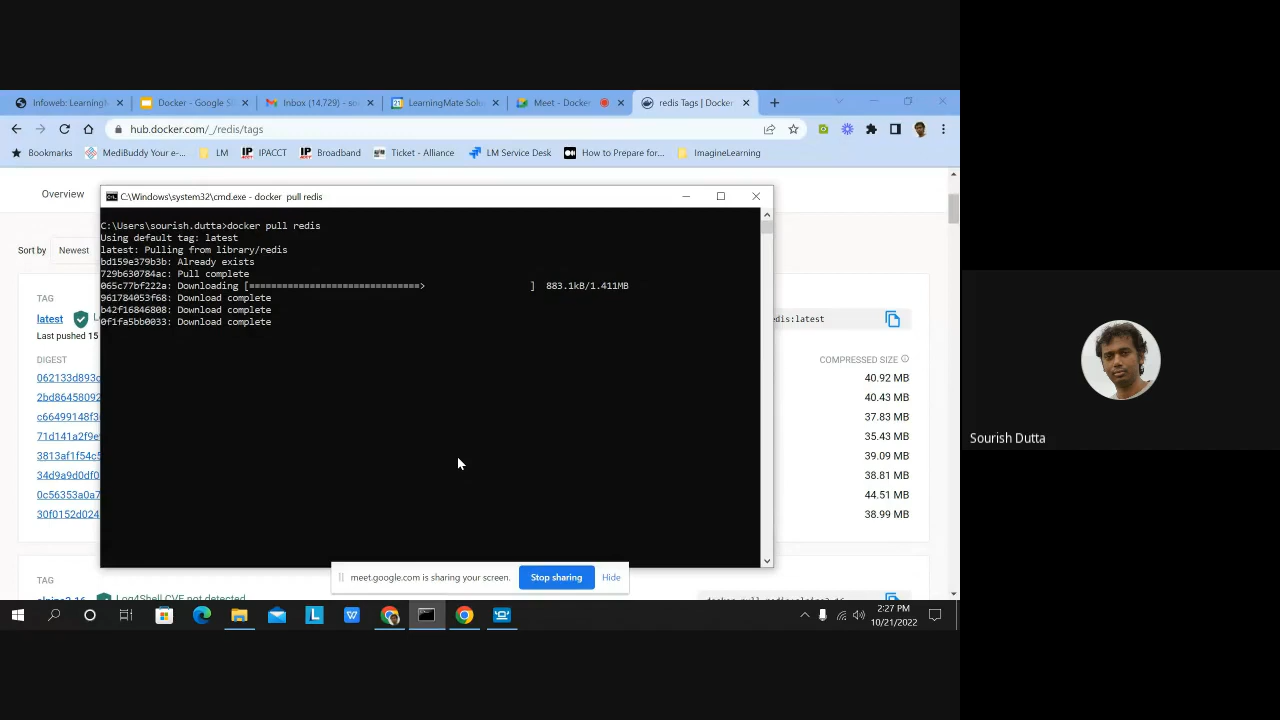 Infoweb: Learning
Docker - Google Sl
Inbox (14,729) - so
LearningMate Sol
Meet - Docker
redis Tags | Docker
hub.docker.com/_/redis/tags
Bookmarks
MediBuddy Your e-...
LM
IPACCT
Broadband
Ticket - Alliance
LM Service Desk
How to Prepare for...
ImagineLearning
Overview
C:\Windows\system32\cmd.exe - docker pull redis
C:\Users\sourish.dutta>docker pull redis
Using default tag: latest
latest: Pulling from library/redis
bd159e379b3b: Already exists
729b630784ac: Pull complete
065c77bf222a: Downloading [==============================> ] 883.1kB/1.411MB
961784053f68: Download complete
b42f16846808: Download complete
0f1fa5bb0033: Download complete
Sort by
Newest
TAG
latest
Last pushed 15
edis:latest
DIGEST
COMPRESSED SIZE
062133d893c
40.92 MB
2bd86458092
40.43 MB
c66499148f3
37.83 MB
71d141a2f9e
35.43 MB
3813af1f54c5
39.09 MB
34d9a9d0df0
38.81 MB
0c56353a0a7
44.51 MB
30f0152d024
38.99 MB
TAG
Log4Shell CVE not detected
meet.google.com is sharing your screen.
Stop sharing
Hide
2:27 PM
10/21/2022
Sourish Dutta